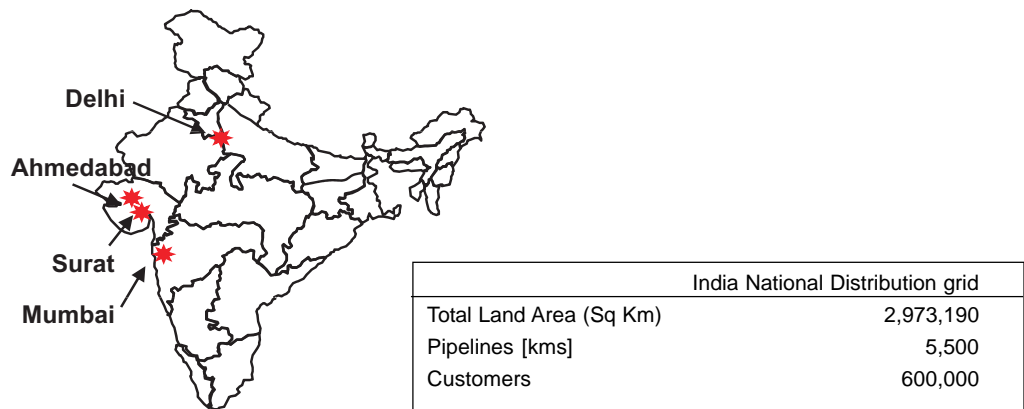 Delhi
Ahmedabad
Surat
Mumbai
India National Distribution grid
Total Land Area (Sq Km) 2,973,190
Pipelines [kms] 5,500
Customers 600,000